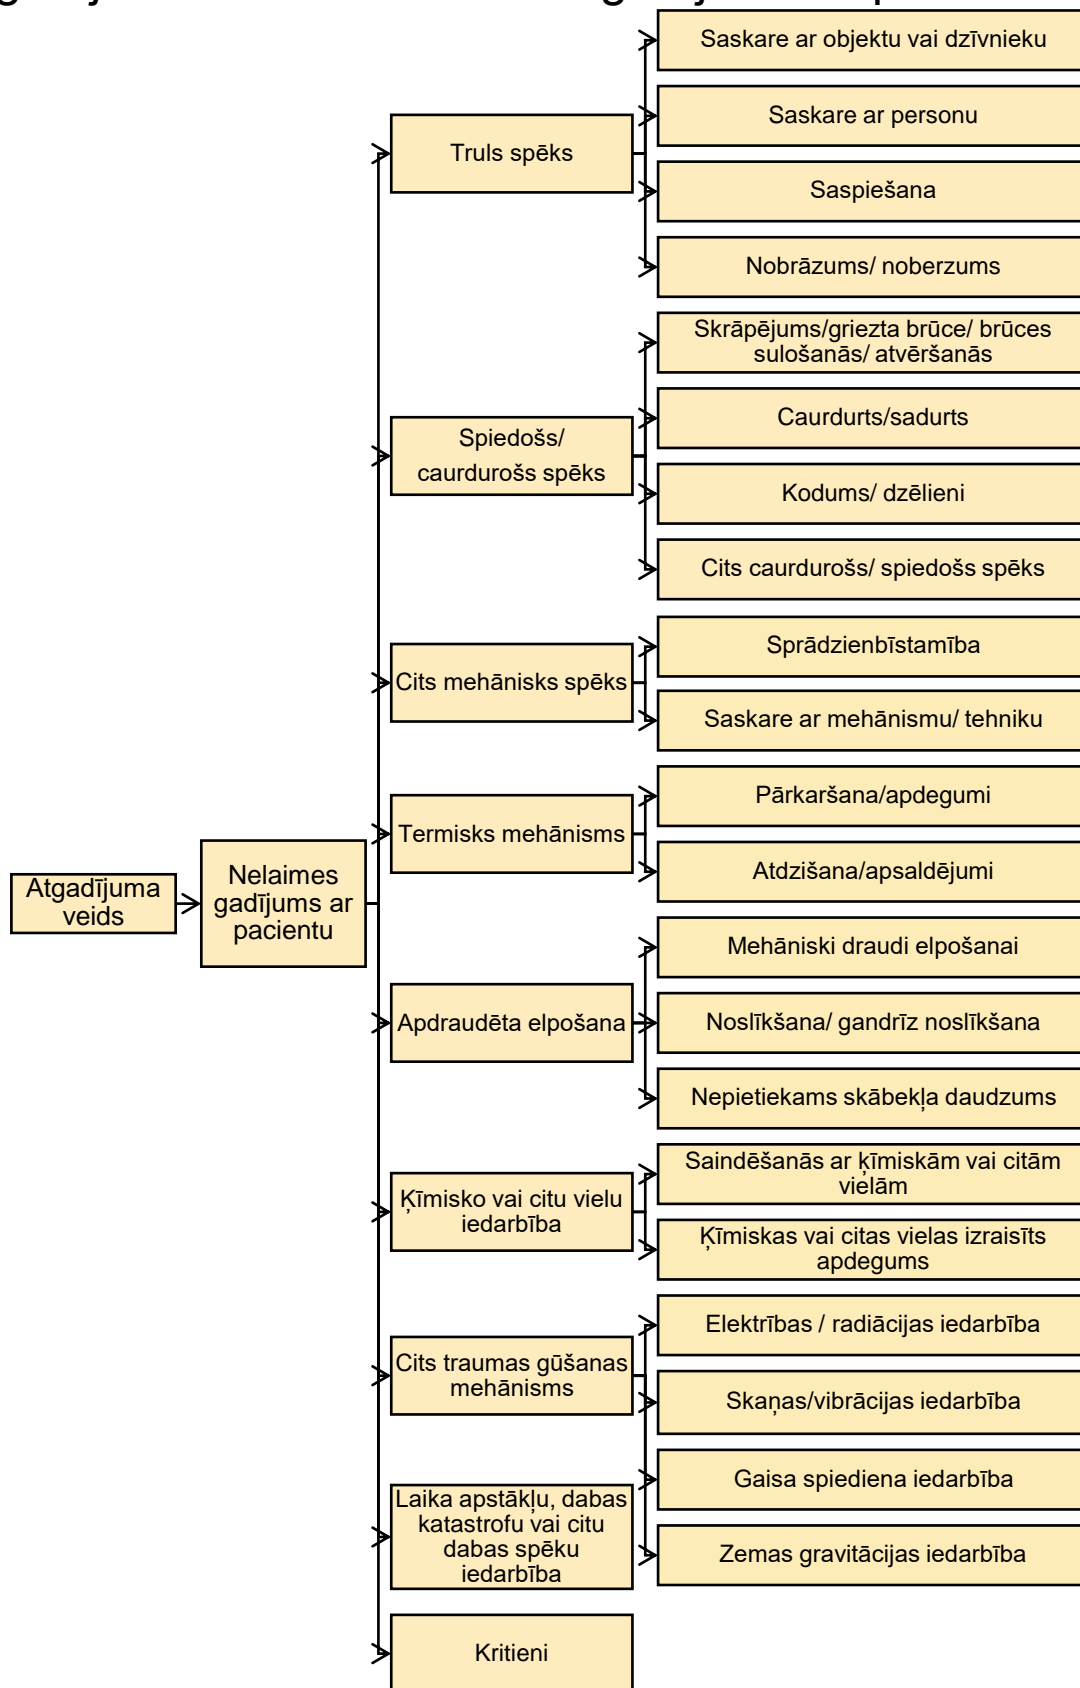 Saskare ar objektu vai dzīvnieku
Saskare ar personu
Truls spēks
Saspiešana
Nobrāzums/ noberzums
Skrāpējums/griezta brūce/ brūces
sulošanās/ atvēršanās
Caurdurts/sadurts
Spiedošs/
caurdurošs spēks
Kodums/ dzēlieni
Cits caurdurošs/ spiedošs spēks
Sprādzienbīstamība
Cits mehānisks spēks
Saskare ar mehānismu/ tehniku
Pārkaršana/apdegumi
Termisks mehānisms
Atdzišana/apsaldējumi
Atgadījuma
veids
Nelaimes
gadījums ar
pacientu
Mehāniski draudi elpošanai
Apdraudēta elpošana
Noslīkšana/ gandrīz noslīkšana
Nepietiekams skābekļa daudzums
Saindēšanās ar ķīmiskām vai citām
vielām
Ķīmisko vai citu vielu
iedarbība
Ķīmiskas vai citas vielas izraisīts
apdegums
Elektrības / radiācijas iedarbība
Cits traumas gūšanas
mehānisms
Skaņas/vibrācijas iedarbība
Gaisa spiediena iedarbība
Laika apstākļu, dabas
katastrofu vai citu
dabas spēku
iedarbība
Zemas gravitācijas iedarbība
Kritieni